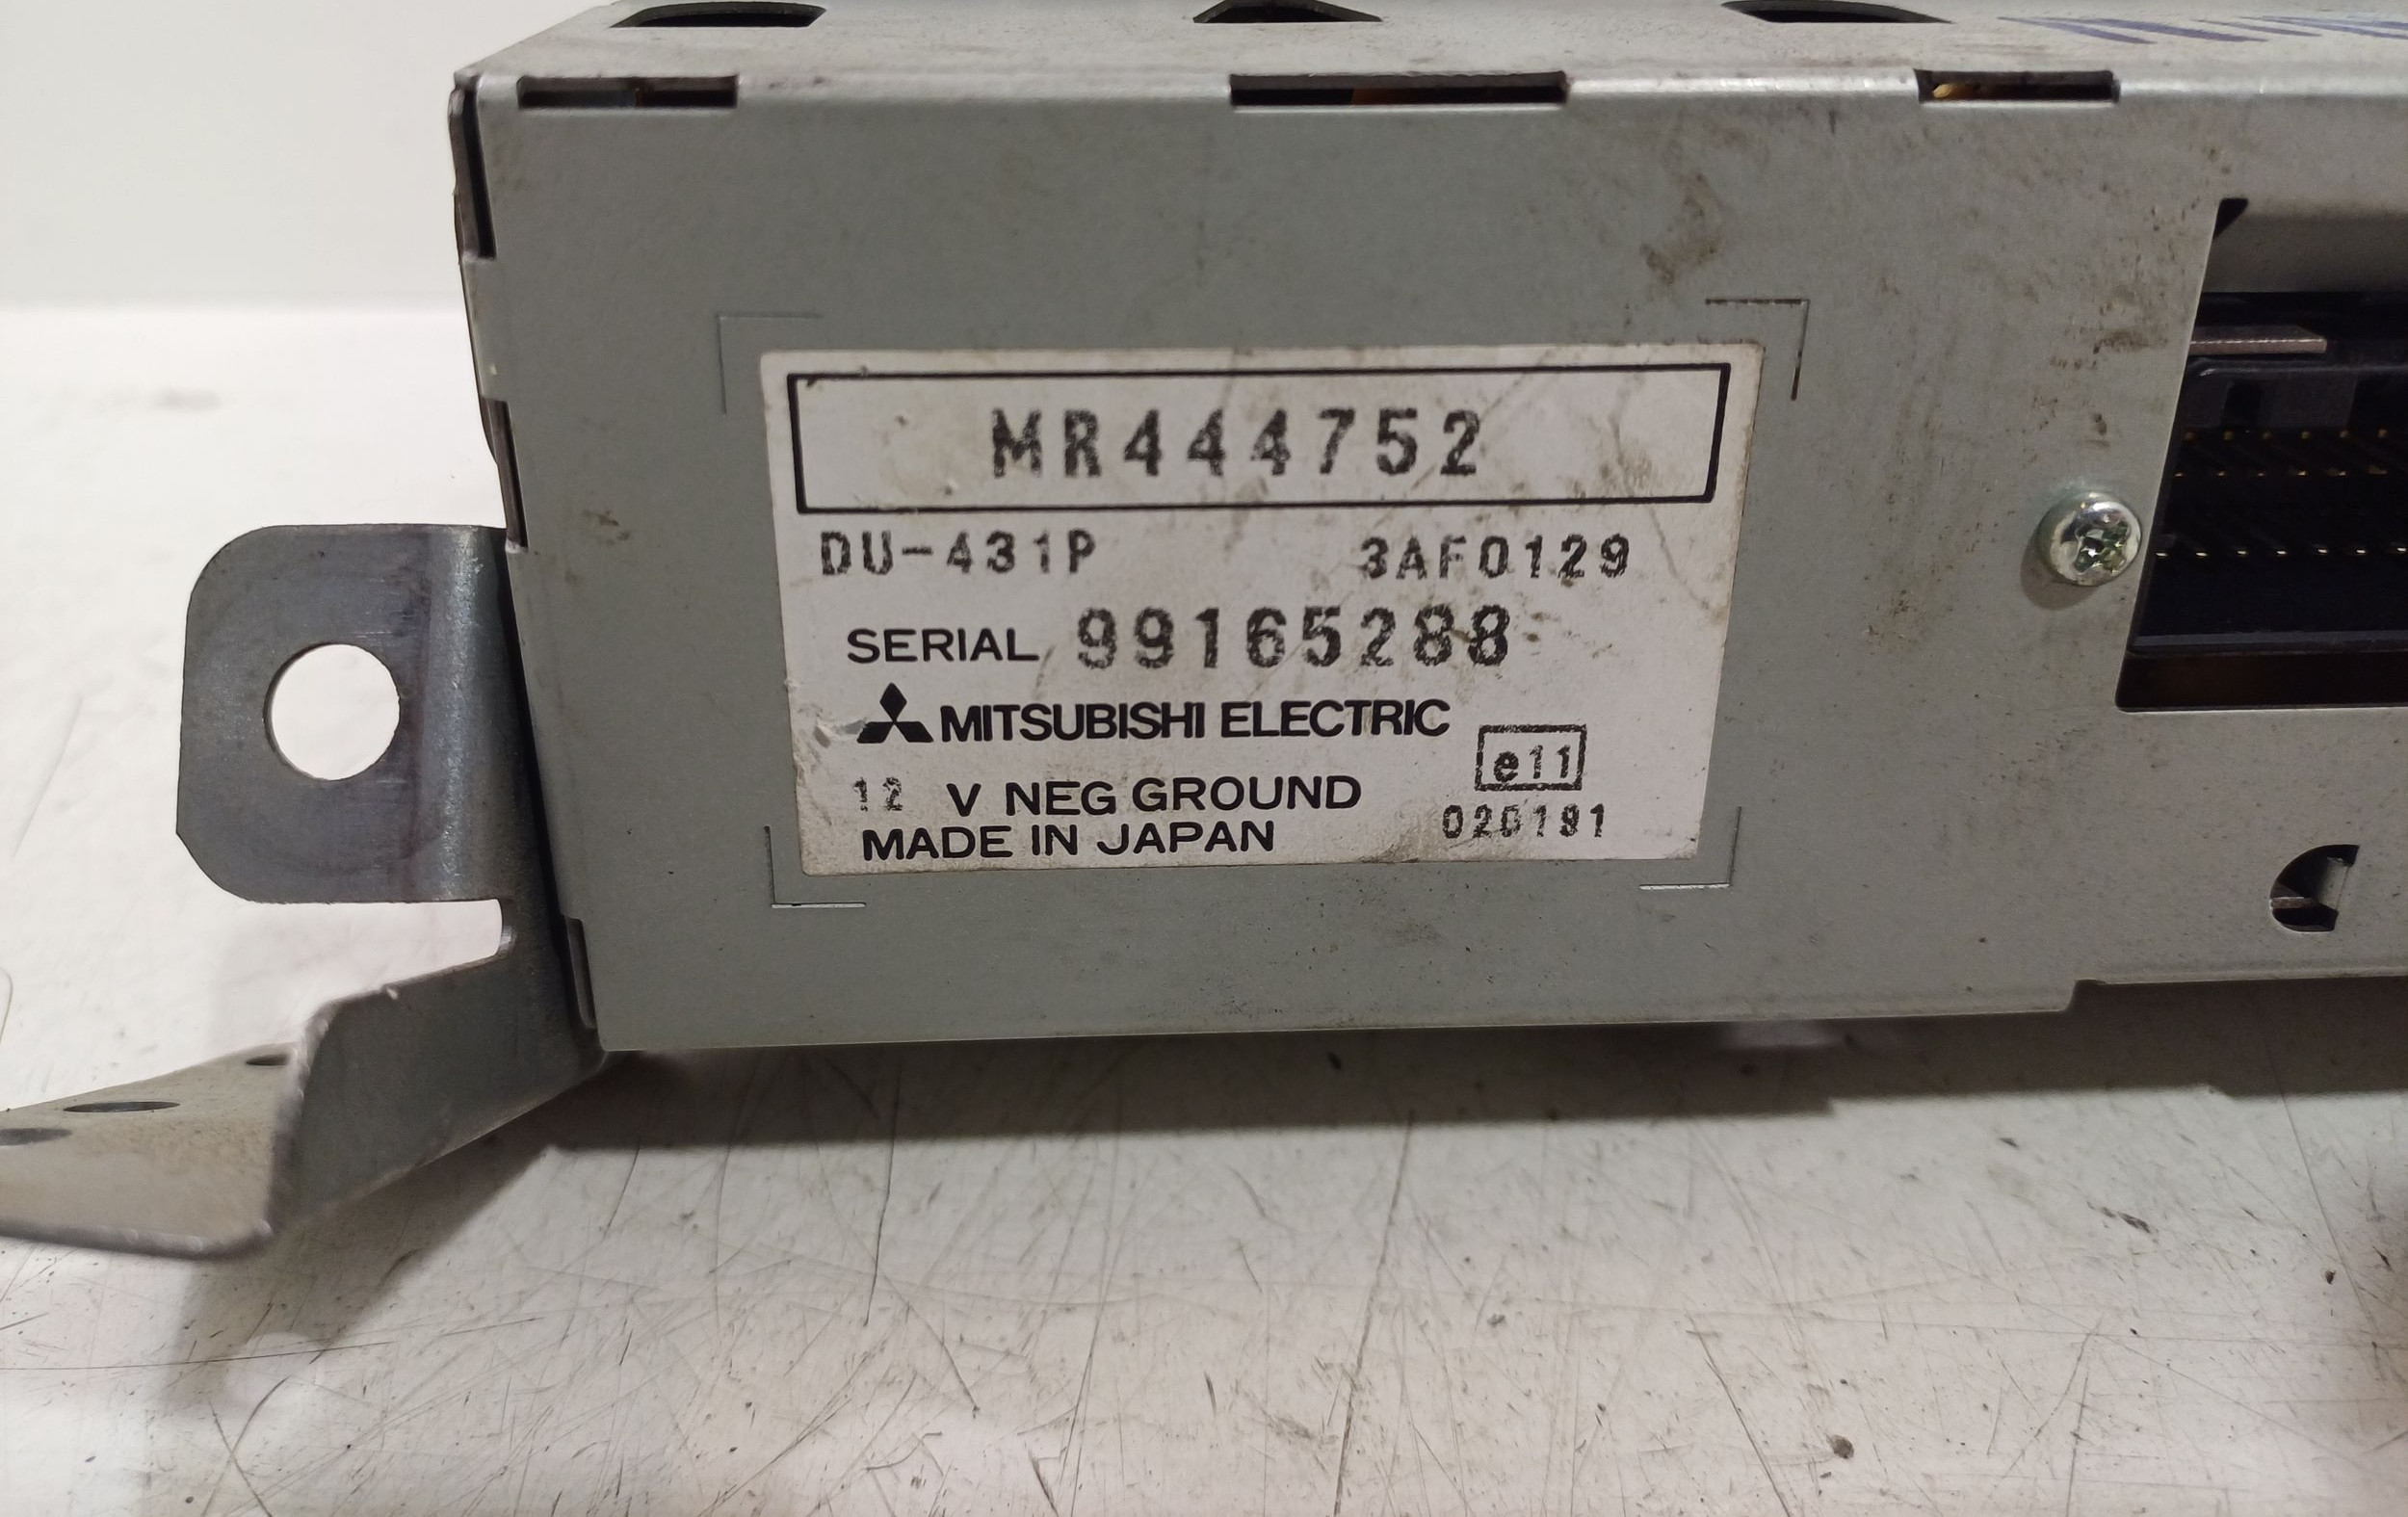 MR444752
DU-431P 3AF0129
SERIAL 99165288
MITSUBISHI ELECTRIC
e11
12 V NEG GROUND
020191
MADE IN JAPAN